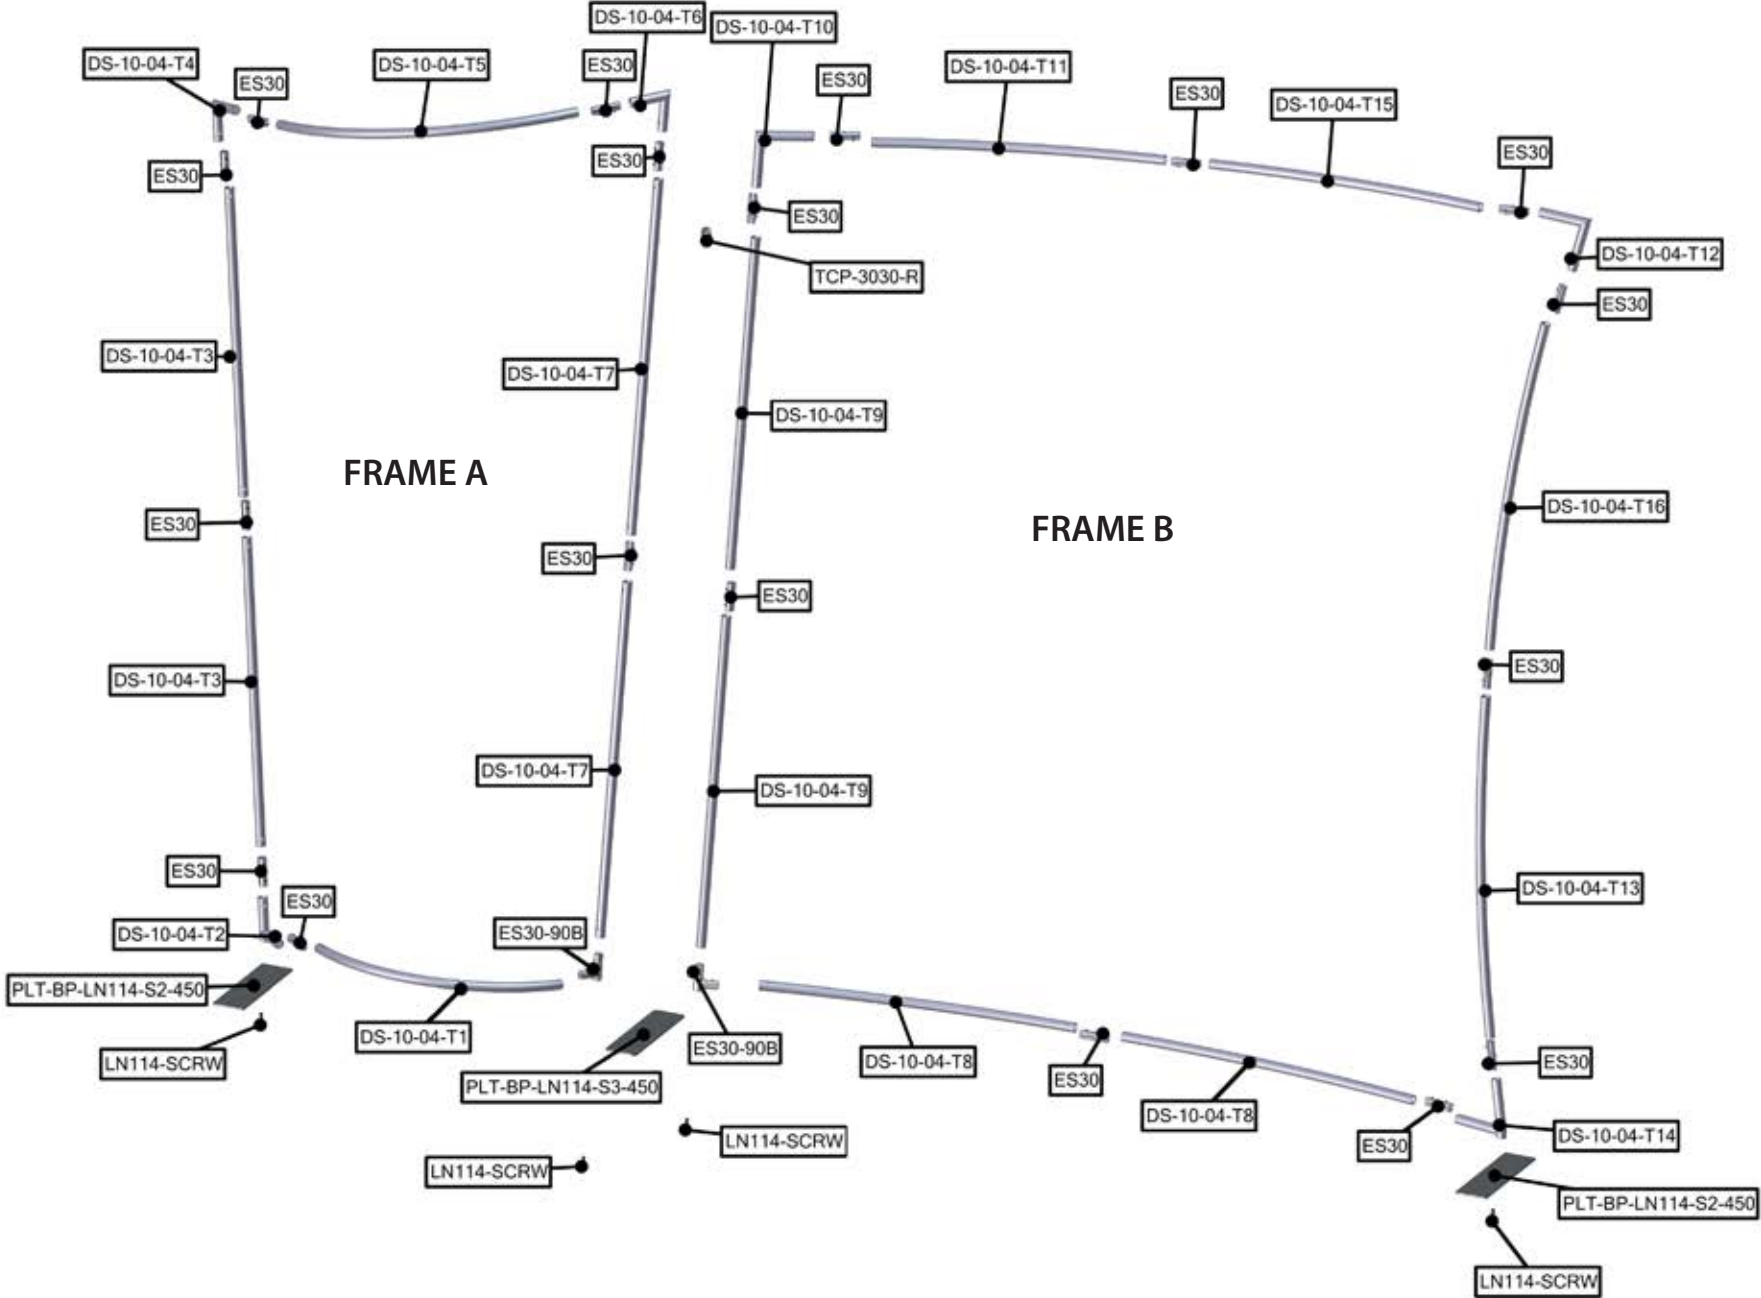 DS-10-04-T6
DS-10-04-T10
DS-10-04-T4
ES30
DS-10-04-T5
ES30
ES30
DS-10-04-T11
ES30
DS-10-04-T15
ES30
ES30
ES30
ES30
TCP-3030-R
DS-10-04-T12
ES30
DS-10-04-T3
DS-10-04-T7
DS-10-04-T9
FRAME A
FRAME B
DS-10-04-T16
ES30
ES30
ES30
ES30
DS-10-04-T3
DS-10-04-T7
DS-10-04-T9
ES30
ES30
DS-10-04-T13
DS-10-04-T2
ES30-90B
PLT-BP-LN114-S2-450
DS-10-04-T1
ES30-90B
LN114-SCRW
PLT-BP-LN114-S3-450
DS-10-04-T8
ES30
ES30
DS-10-04-T8
LN114-SCRW
LN114-SCRW
ES30
DS-10-04-T14
PLT-BP-LN114-S2-450
LN114-SCRW